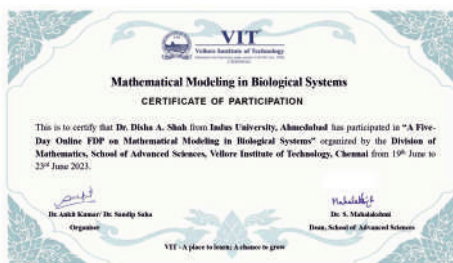 VIT
Vellore Institute of Technology
CHENNAI
Mathematical Modeling in Biological Systems
CERTIFICATE OF PARTICIPATION
This is to certify that Dr. Disha A. Shah from Indus University, Ahmedabad has participated in “A Five-
Day Online FDP on Mathematical Modeling in Biological Systems” organized by the Division of
Mathematics, School of Advanced Sciences, Vellore Institute of Technology, Chennai from 19th June to
23rd June 2023.
Mahalakshmi
Dr. Ankit Kumar/ Dr. Sandip Saha
Dr. S. Mahalakshmi
Organiser
Dean, School of Advanced Sciences
VIT - A place to learn; A chance to grow